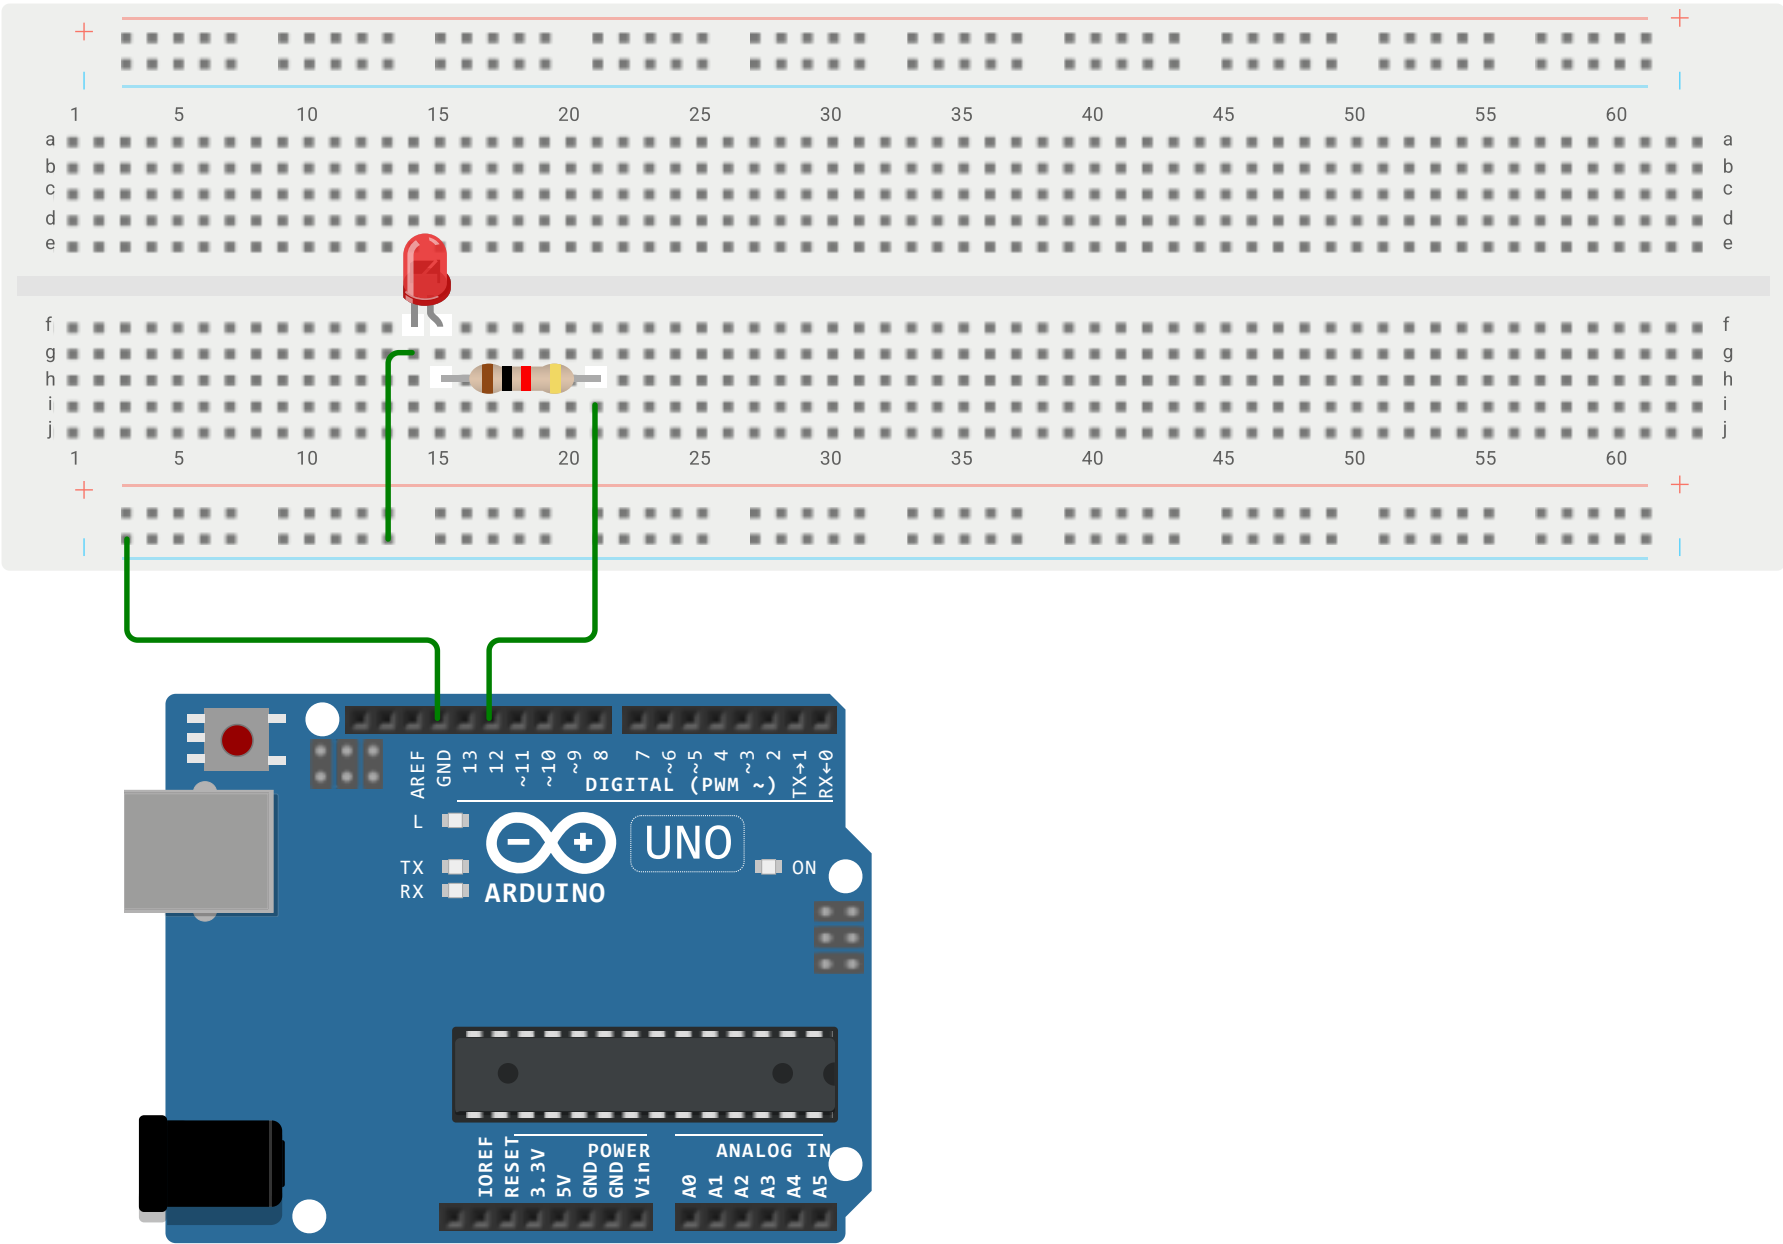 + +
| |
1 5 10 15 20 25 30 35 40 45 50 55 60
a a
b b
c c
d d
e e
f f
g g
h h
i i
j j
1 5 10 15 20 25 30 35 40 45 50 55 60
+ +
| |
AREF GND 13 12 ~11 ~10 ~9 8 7 ~6 ~5 4 ~3 2 TX→1 RX←0
DIGITAL (PWM ~)
L
UNO
TX
ON
RX
ARDUINO
POWER
ANALOG IN
IOREF RESET 3.3V 5V GND GND Vin A0 A1 A2 A3 A4 A5